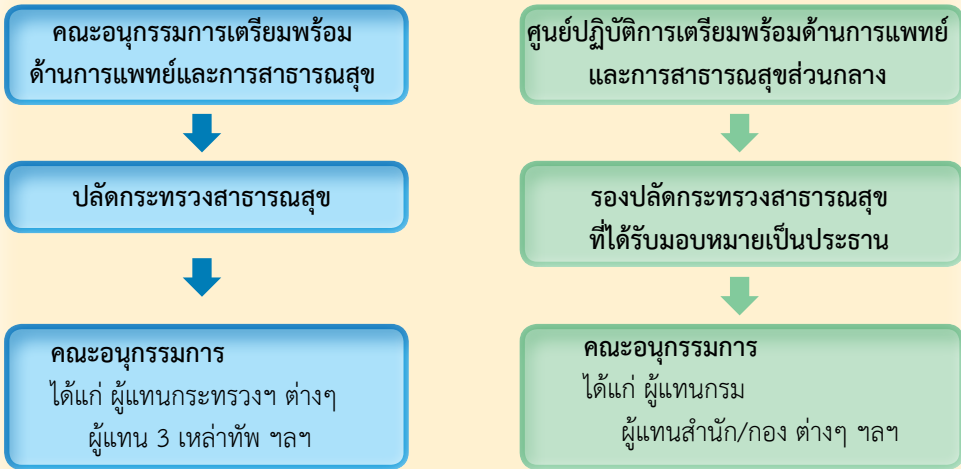 คณะอนุกรรมการเตรียมพร้อม
ด้านการแพทย์และการสาธารณสุข
ปลัดกระทรวงสาธารณสุข
คณะอนุกรรมการ
ได้แก่ ผู้แทนกระทรวงฯ ต่างๆ
ผู้แทน 3 เหล่าทัพ ฯลฯ
ศูนย์ปฏิบัติการเตรียมพร้อมด้านการแพทย์
และการสาธารณสุขส่วนกลาง
รองปลัดกระทรวงสาธารณสุข
ที่ได้รับมอบหมายเป็นประธาน
คณะอนุกรรมการ
ได้แก่ ผู้แทนกรม
ผู้แทนสำนัก/กอง ต่างๆ ฯลฯ